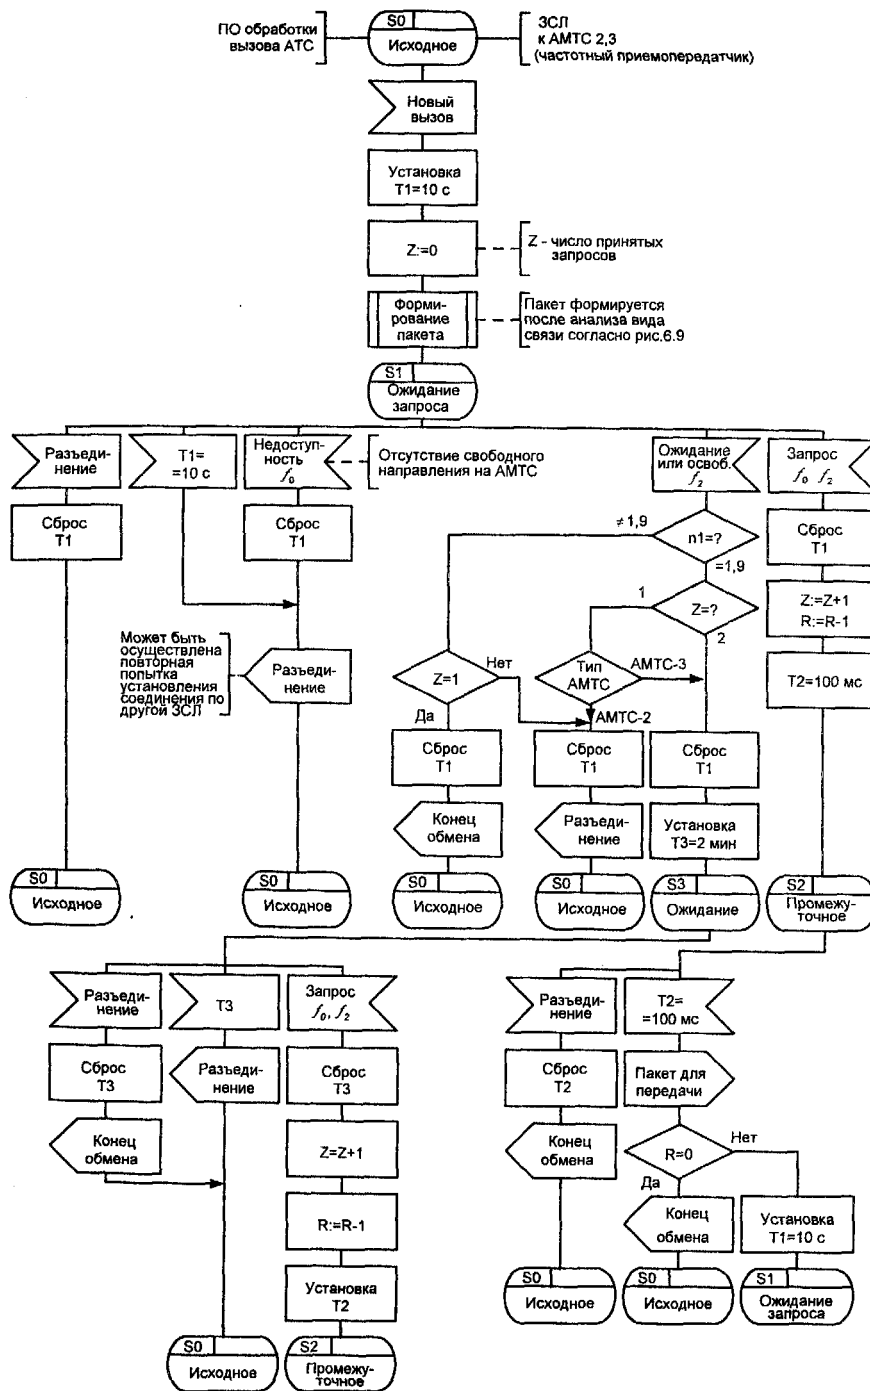 ПО обработки
вызова АТС
S0
Исходное
ЗСЛ
к АМТС 2,3
(частотный приемопередатчик)
Новый
вызов
Установка
T1=10 с
Z:=0
Z - число принятых
запросов
Форми-
рование
пакета
Пакет формируется
после анализа вида
связи согласно рис.6.9
S1
Ожидание
запроса
Разъеди-
нение
T1=
=10 с
Недоступ-
ность
f0
Отсутствие свободного
направления на АМТС
Ожидание
или освоб.
f2
Запрос
f0 f2
Сброс
T1
Сброс
T1
≠1,9
n1=?
=1,9
Сброс
T1
1
Z=?
2
Z:=Z+1
R:=R-1
Может быть
осуществлена
повторная
попытка
установления
соединения по
другой ЗСЛ
Разъеди-
нение
Z=1
Нет
Да
Тип
АМТС
АМТС-3
АМТС-2
T2=100 мс
Сброс
T1
Сброс
T1
Сброс
T1
Конец
обмена
Разъеди-
нение
Установка
T3=2 мин
S0
Исходное
S0
Исходное
S0
Исходное
S0
Исходное
S3
Ожидание
S2
Промежу-
точное
Разъеди-
нение
T3
Запрос
f0, f2
Разъеди-
нение
T2=
=100 мс
Сброс
T3
Разъеди-
нение
Сброс
T3
Сброс
T2
Пакет для
передачи
Конец
обмена
Z=Z+1
Конец
обмена
R=0
Нет
Да
R:=R-1
Конец
обмена
Установка
T1=10 с
Установка
T2
S0
Исходное
S0
Исходное
S1
Ожидание
запроса
S0
Исходное
S2
Промежу-
точное